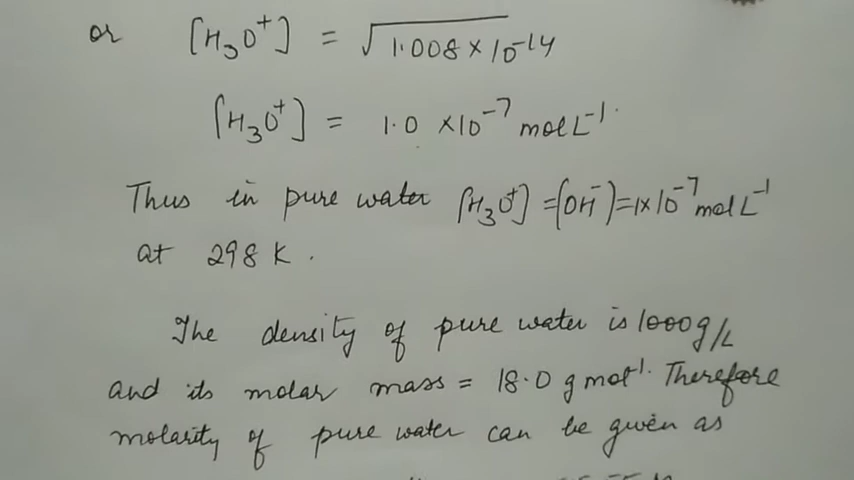 or [H₃O⁺] = √1.008 × 10⁻¹⁴
[H₃O⁺] = 1.0 × 10⁻⁷ mol L⁻¹.
Thus in pure water [H₃O⁺] = [OH⁻] = 1 × 10⁻⁷ mol L⁻¹
at 298 K.
The density of pure water is 1000 g/L
and its molar mass = 18.0 g mol⁻¹. Therefore
molarity of pure water can be given as